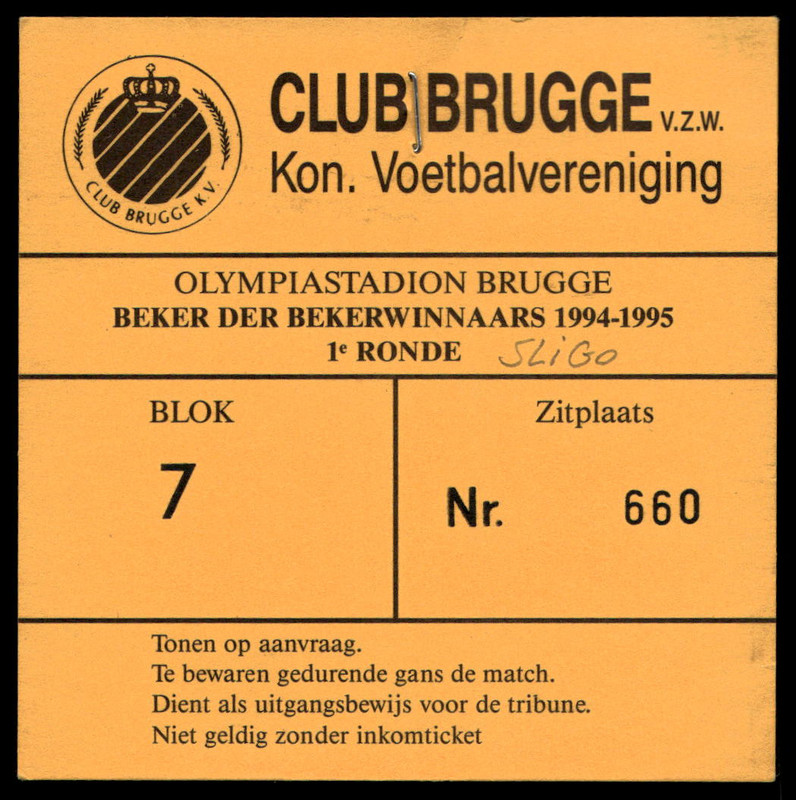 CLUB BRUGGE K.V.
CLUB BRUGGE V.Z.W.
Kon. Voetbalvereniging
OLYMPIASTADION BRUGGE
BEKER DER BEKERWINNAARS 1994-1995
1e RONDE SLiGO
BLOK
7
Zitplaats
Nr. 660
Tonen op aanvraag.
Te bewaren gedurende gans de match.
Dient als uitgangsbewijs voor de tribune.
Niet geldig zonder inkomticket